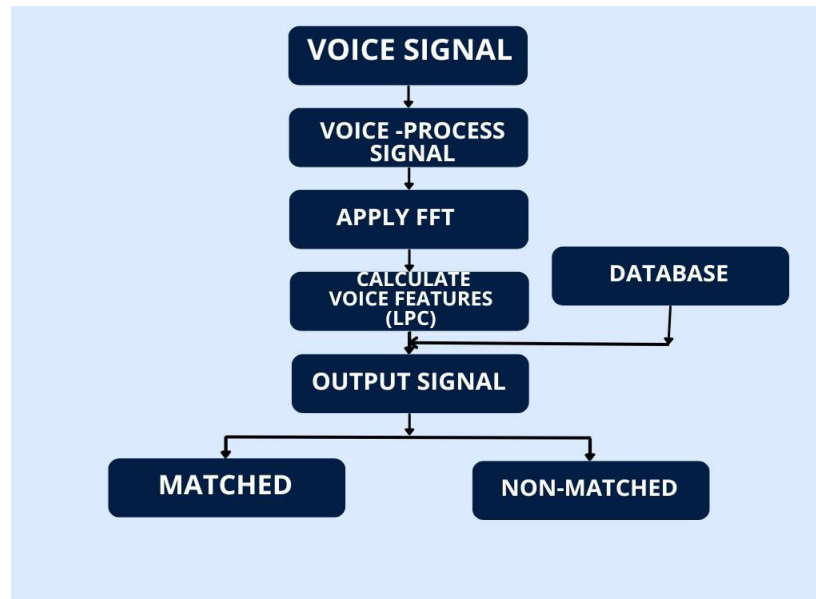 VOICE SIGNAL
VOICE -PROCESS
SIGNAL
APPLY FFT
CALCULATE
VOICE FEATURES
(LPC)
DATABASE
OUTPUT SIGNAL
MATCHED
NON-MATCHED